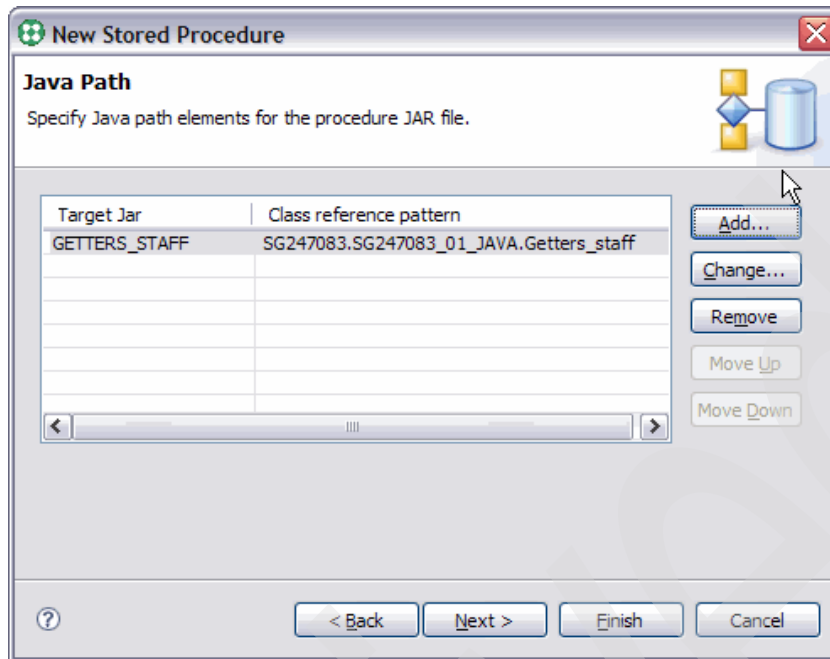 New Stored Procedure
Java Path
Specify Java path elements for the procedure JAR file.
Target Jar Class reference pattern
GETTERS_STAFF SG247083.SG247083_01_JAVA.Getters_staff
Add...
Change...
Remove
Move Up
Move Down
< Back Next > Finish Cancel